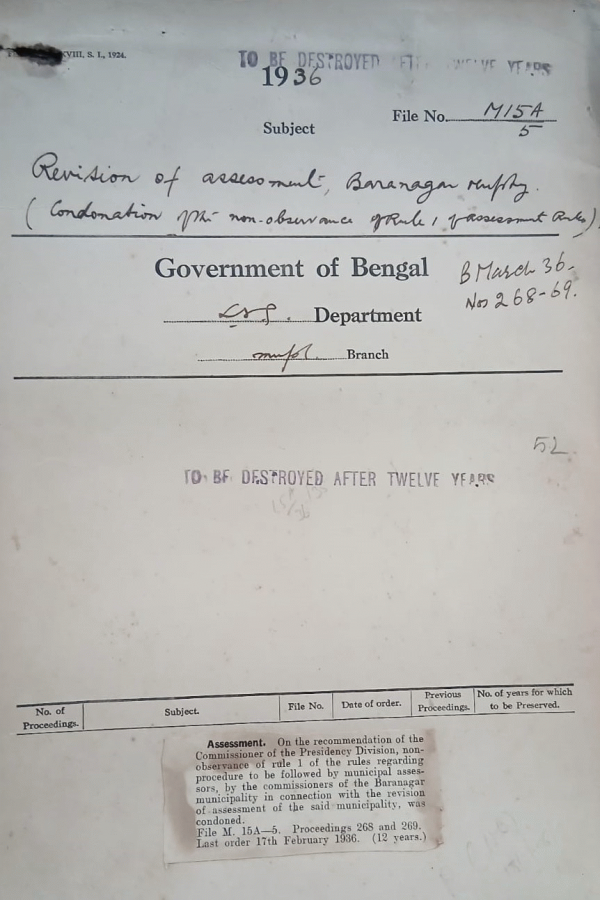 XVIII, S. I., 1924.
TO BE DESTROYED AFTER TWELVE YEARS
1936
File No. M15A/5
Subject
Revision of assessment, Baranagar
(Condonation of the non-observance of Rule 1 of assessment Rules)
Government of Bengal
B March 36.
Nos 268-69.
Department
Branch
52
TO BE DESTROYED AFTER TWELVE YEARS
No. of Proceedings. Subject. File No. Date of order. Previous Proceedings. No. of years for which to be Preserved.
Assessment. On the recommendation of the
Commissioner of the Presidency Division, non-
observance of rule 1 of the rules regarding
procedure to be followed by municipal asses-
sors, by the commissioners of the Baranagar
municipality in connection with the revision
of assessment of the said municipality, was
condoned.
File M. 15A—5. Proceedings 268 and 269.
Last order 17th February 1936. (12 years.)